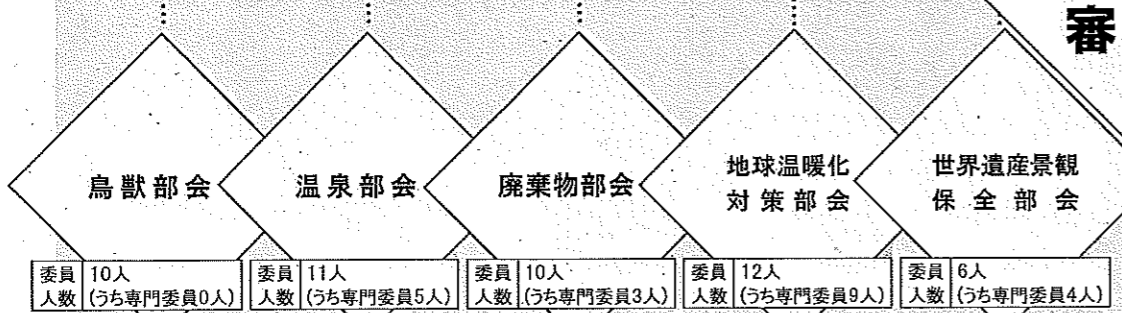 審
鳥獣部会
温泉部会
廃棄物部会
地球温暖化
対策部会
世界遺産景観
保全部会
委員
人数
10人
(うち専門委員0人)
委員
人数
11人
(うち専門委員5人)
委員
人数
10人
(うち専門委員3人)
委員
人数
12人
(うち専門委員9人)
委員
人数
6人
(うち専門委員4人)